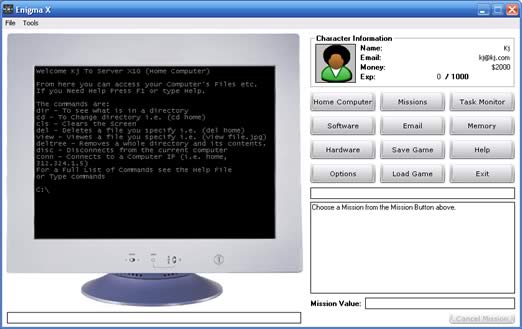 Enigma X
File Tools
Welcome Kj To Server X10 (Home Computer)
From here you can access your Computer's Files etc.
If you Need Help Press F1 or type Help.
The commands are:
dir - To see what is in a directory
cd - To Change directory i.e. (cd home)
cls - Clears the Screen
del - Deletes a file you specify i.e. (del home)
view - Viewes a file you specify i.e. (view file.jpg)
deltree - Removes a whole directory and its contents.
disc - Disconnects from the current computer
conn - Connects to a Computer IP (i.e. home,
312.324.1.5)
For a Full List of Commands see the Help File
or Type commands
C:\
Character Information
Name: Kj
Email: kj@kj.com
Money: $2000
Exp: 0 / 1000
Home Computer Missions Task Monitor
Software Email Memory
Hardware Save Game Help
Options Load Game Exit
Choose a Mission from the Mission Button above.
Mission Value:
Cancel Mission